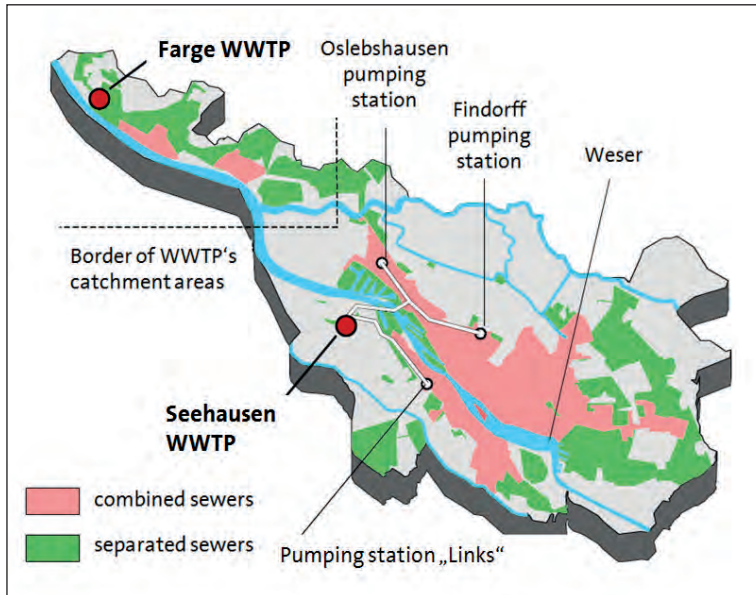 Farge WWTP
Oslebshausen
pumping
station
Findorff
pumping
station
Weser
Border of WWTP‘s
catchment areas
Seehausen
WWTP
combined sewers
separated sewers
Pumping station „Links“